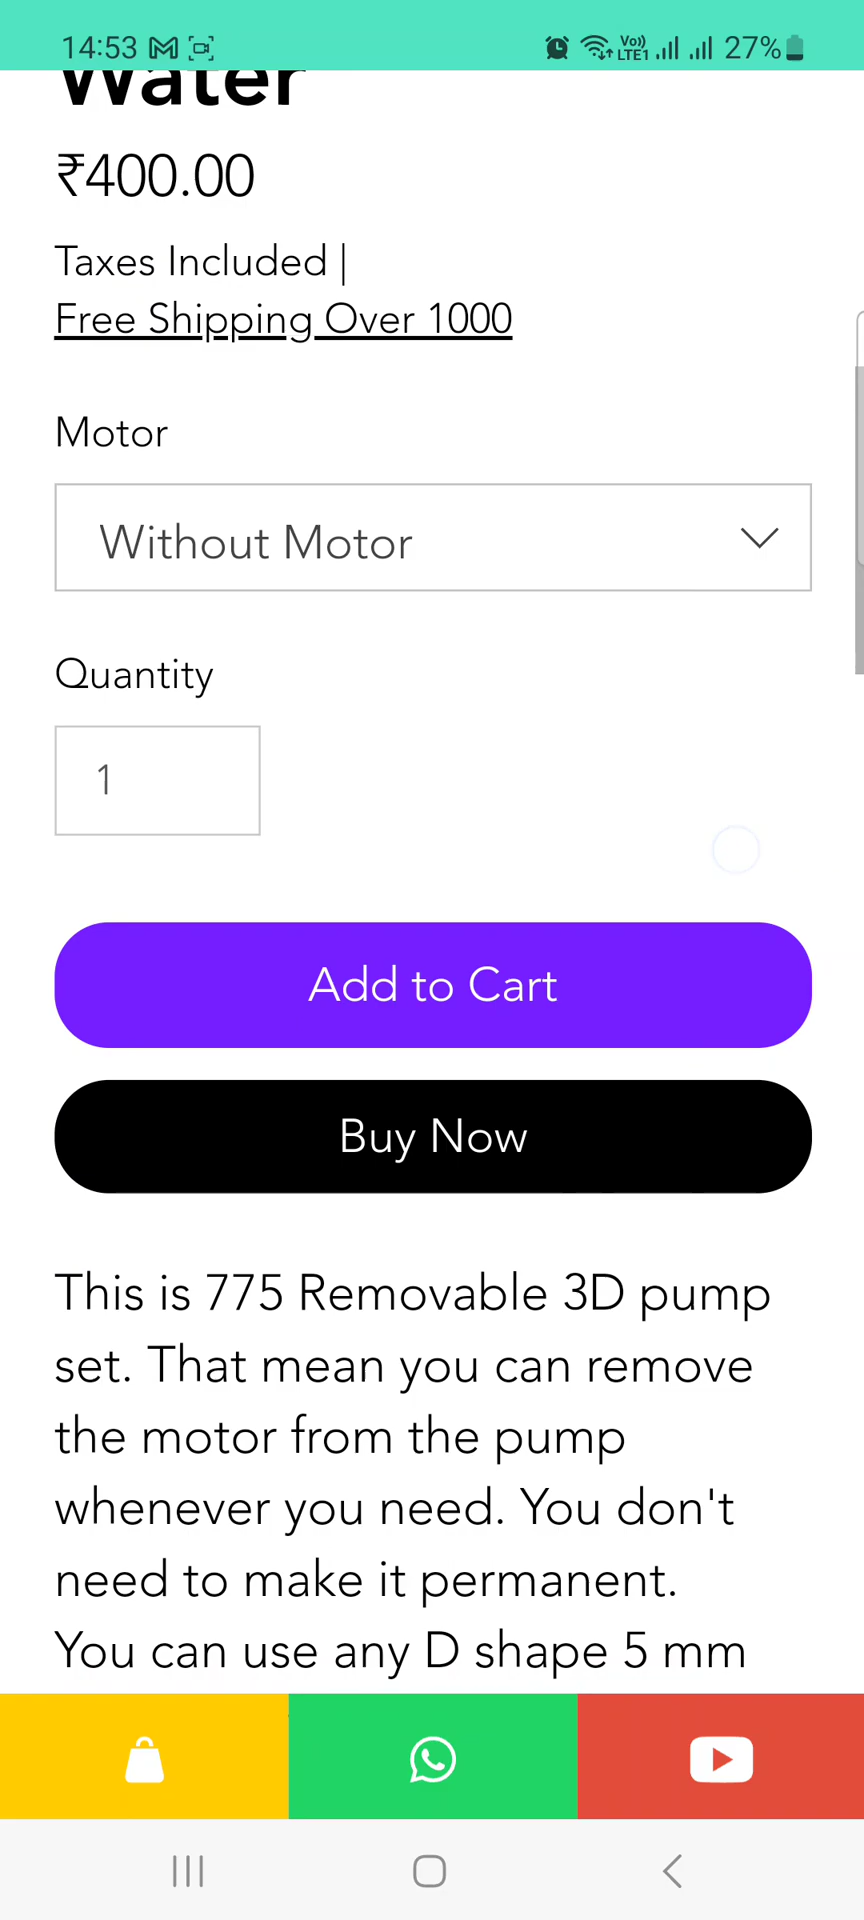 14:53 27%
Vo)) LTE1
Water
₹400.00
Taxes Included |
Free Shipping Over 1000
Motor
Without Motor
Quantity
1
Add to Cart
Buy Now
This is 775 Removable 3D pump
set. That mean you can remove
the motor from the pump
whenever you need. You don't
need to make it permanent.
You can use any D shape 5 mm